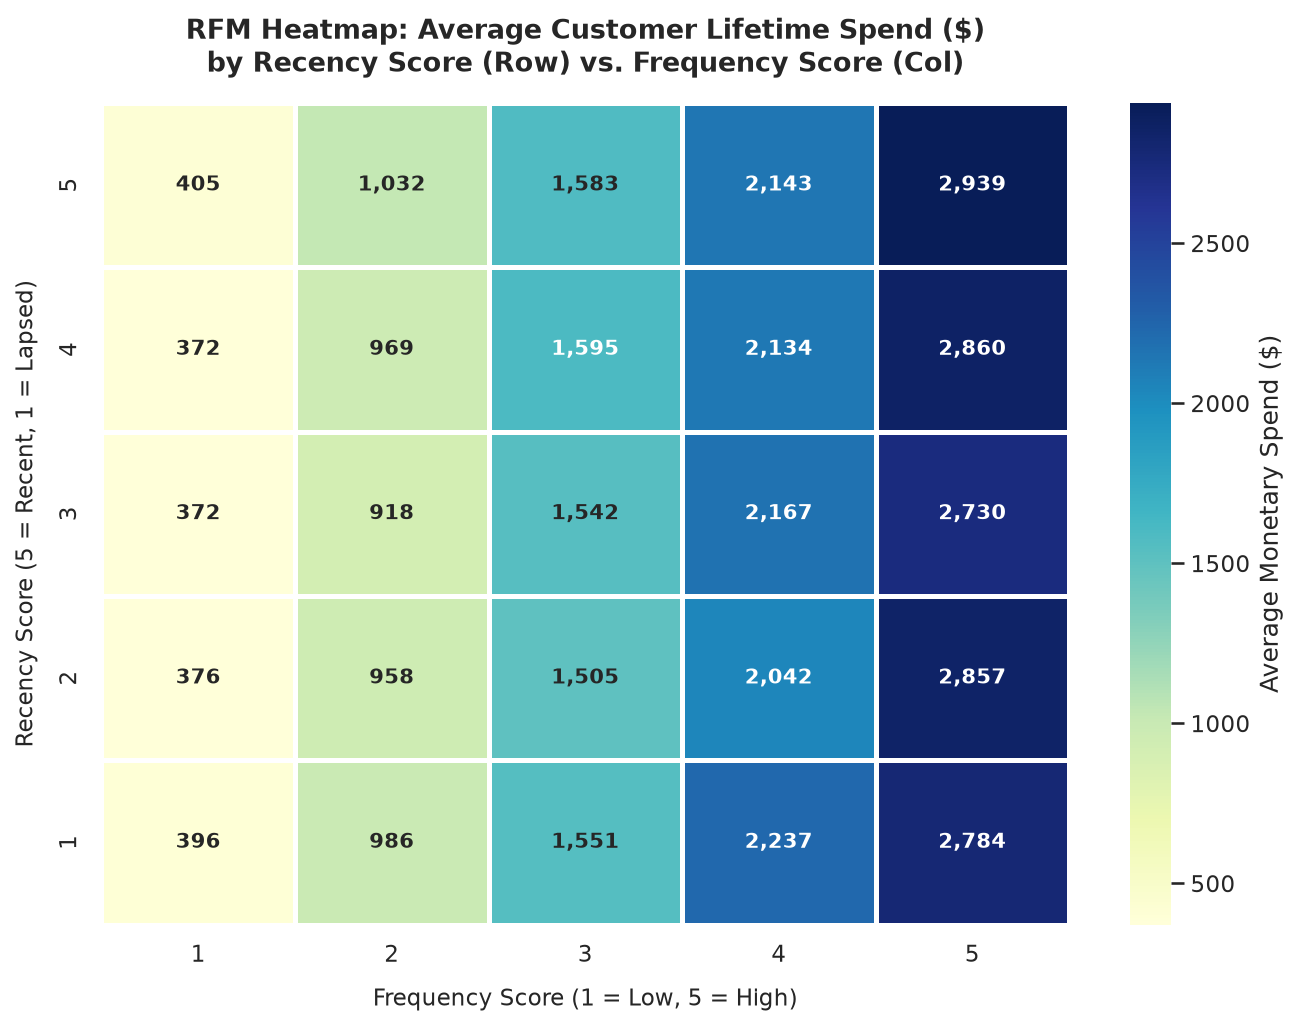 RFM Heatmap: Average Customer Lifetime Spend ($)
by Recency Score (Row) vs. Frequency Score (Col)
Recency Score (5 = Recent, 1 = Lapsed)
5 405 1,032 1,583 2,143 2,939
4 372 969 1,595 2,134 2,860
3 372 918 1,542 2,167 2,730
2 376 958 1,505 2,042 2,857
1 396 986 1,551 2,237 2,784
1 2 3 4 5
Frequency Score (1 = Low, 5 = High)
2500
2000
1500
1000
500
Average Monetary Spend ($)